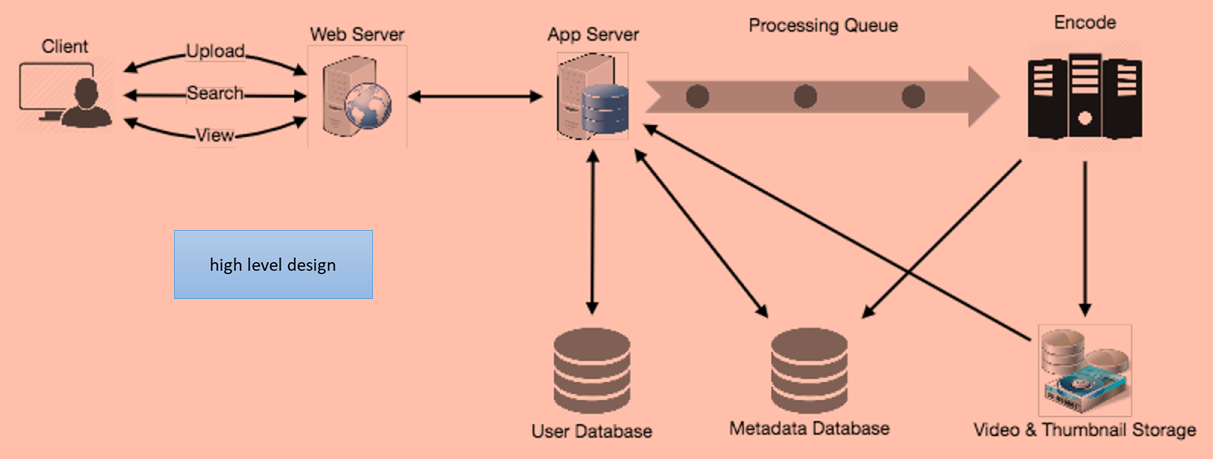 Client
Upload
Search
View
Web Server
App Server
Processing Queue
Encode
high level design
User Database
Metadata Database
Video & Thumbnail Storage